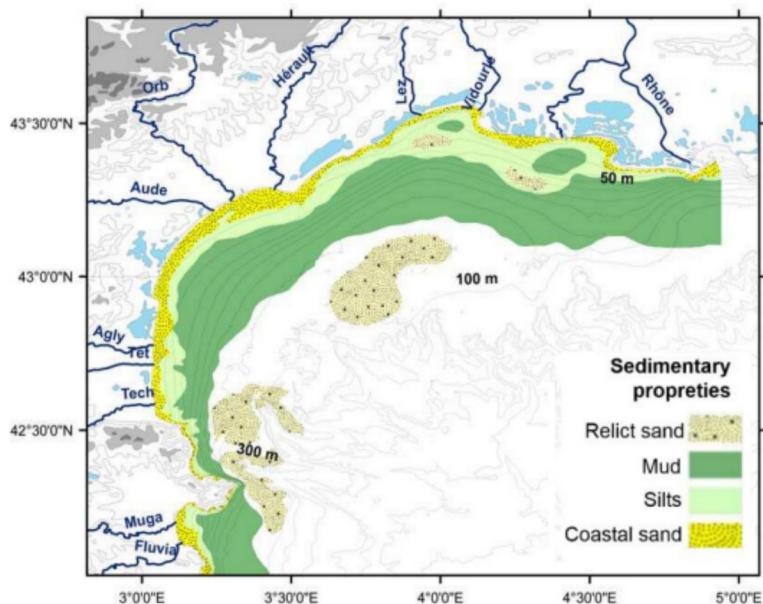 Orb
Hérault
Lez
Vidourle
Rhône
43°30'0"N
50 m
Aude
43°00'0"N
100 m
Agly
Tet
Tech
Sedimentary
propreties
Relict sand
42°30'0"N
300 m
Mud
Silts
Muga
Coastal sand
Fluvia
3°0'0"E
3°30'0"E
4°0'0"E
4°30'0"E
5°0'0"E